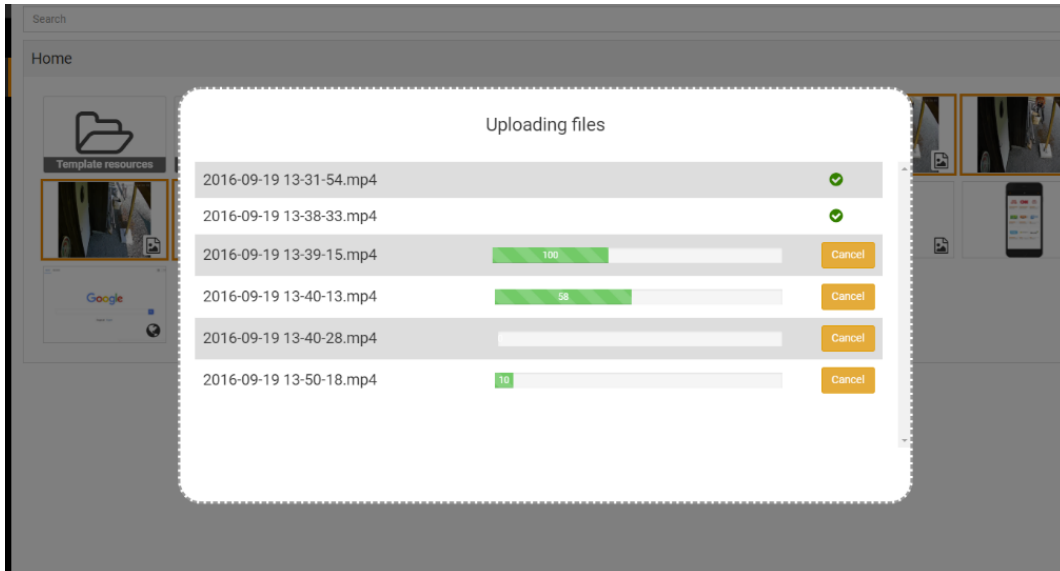 Search
Home
Uploading files
Template resources
2016-09-19 13-31-54.mp4
2016-09-19 13-38-33.mp4
2016-09-19 13-39-15.mp4 100 Cancel
2016-09-19 13-40-13.mp4 58 Cancel
2016-09-19 13-40-28.mp4 Cancel
Google
2016-09-19 13-50-18.mp4 10 Cancel